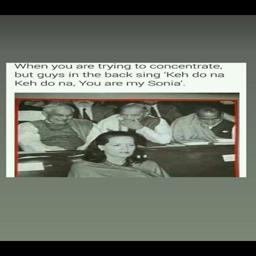 When you are trying to concentrate,
but guys in the back sing 'Keh do na
Keh do na, You are my Sonia'.